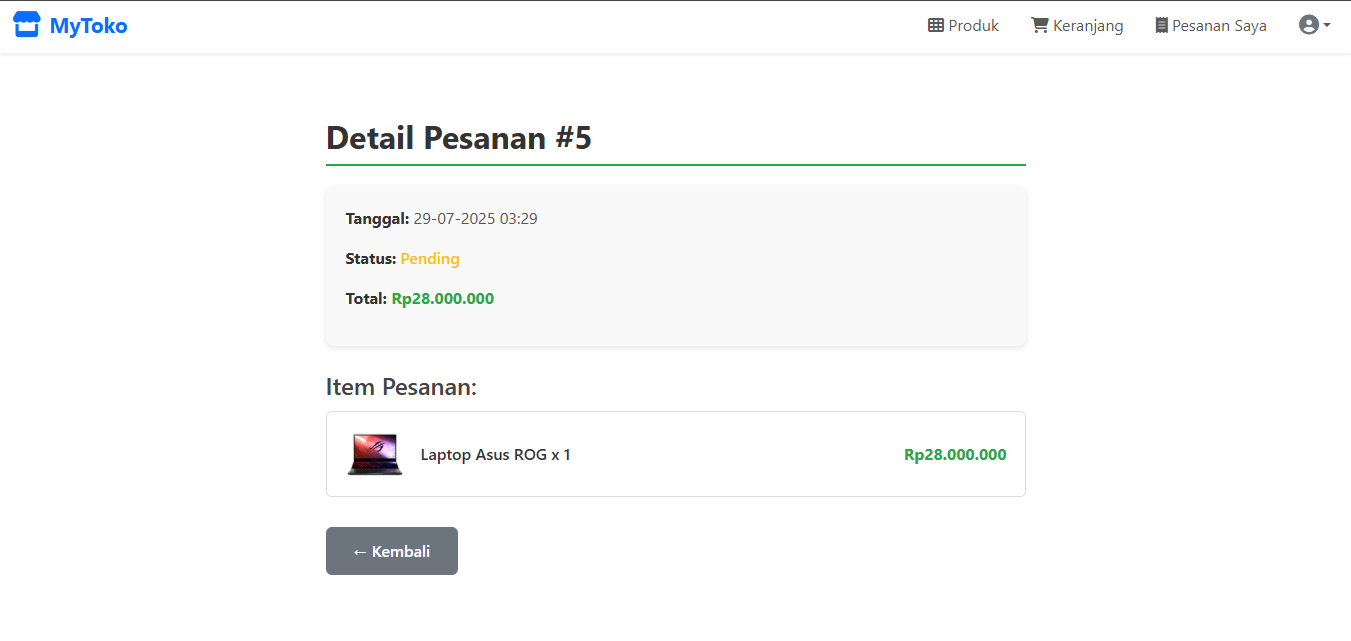 MyToko
Produk
Keranjang
Pesanan Saya
Detail Pesanan #5
Tanggal: 29-07-2025 03:29
Status: Pending
Total: Rp28.000.000
Item Pesanan:
Laptop Asus ROG x 1
Rp28.000.000
← Kembali